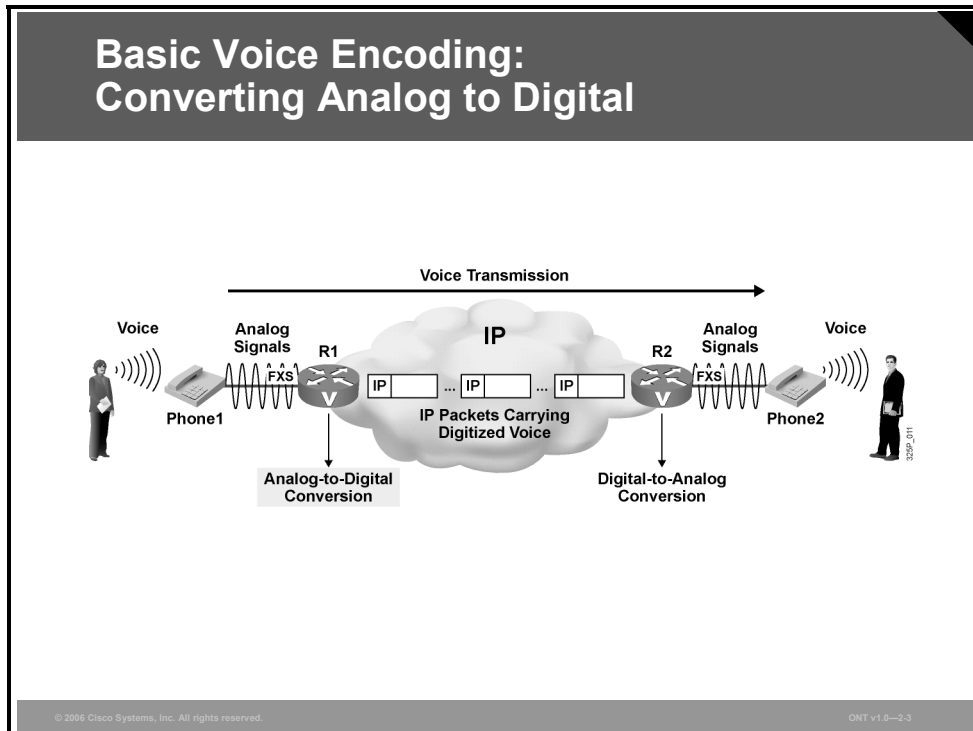 Basic Voice Encoding:
Converting Analog to Digital
Voice Transmission
Voice
Analog
Signals
R1
IP
R2
Analog
Signals
Voice
FXS
V
IP
...
IP
...
IP
V
FXS
Phone1
IP Packets Carrying
Digitized Voice
Phone2
Analog-to-Digital
Conversion
Digital-to-Analog
Conversion
325P_011
© 2006 Cisco Systems, Inc. All rights reserved.
ONT v1.0—2-3